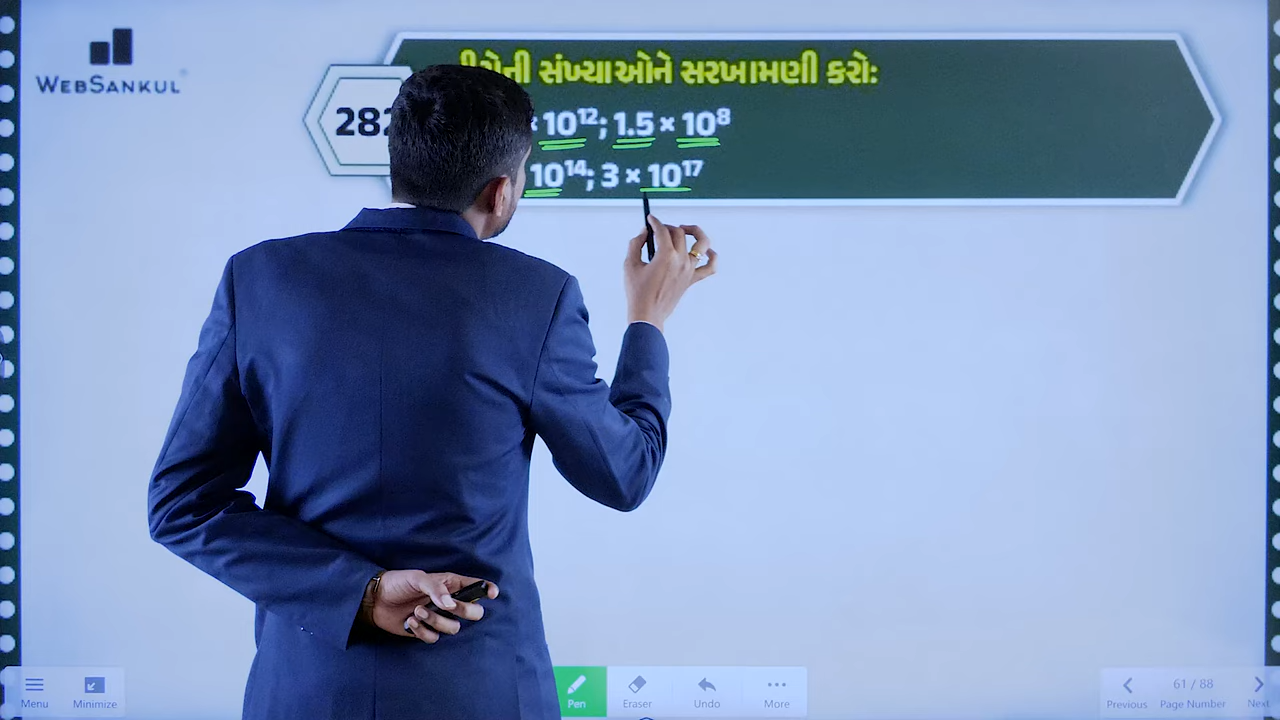 WEBSANKUL
સંખ્યાઓને સરખામણી કરો:
282
× 10¹²; 1.5 × 10⁸
10¹⁴; 3 × 10¹⁷
Menu
Minimize
Pen
Eraser
Undo
More
Previous
61 / 88
Page Number
Next